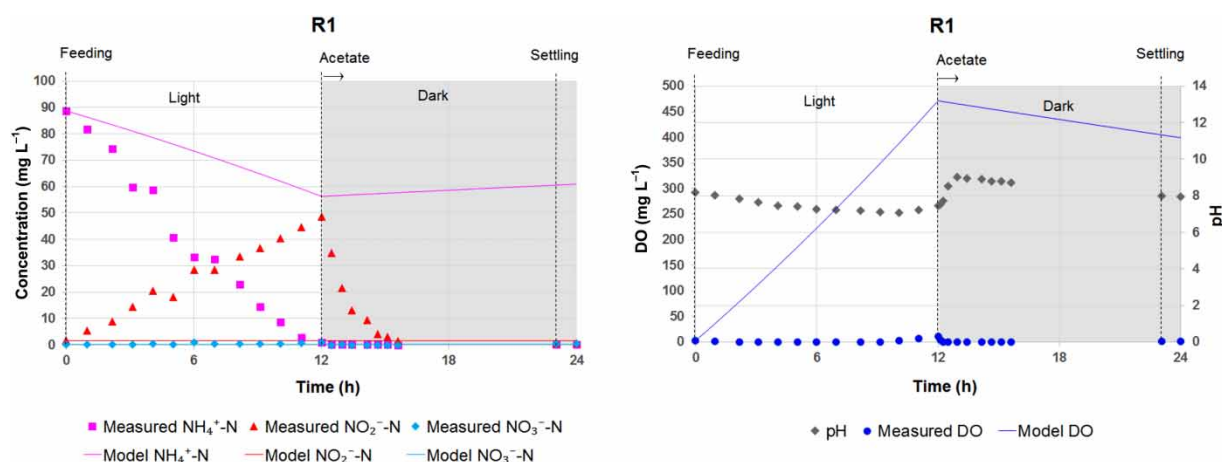 R1
Feeding
Acetate
→
Settling
Light
Dark
Concentration (mg L⁻¹)
100
90
80
70
60
50
40
30
20
10
0
0
6
12
18
24
Time (h)
Measured NH₄⁺-N
Measured NO₂⁻-N
Measured NO₃⁻-N
Model NH₄⁺-N
Model NO₂⁻-N
Model NO₃⁻-N
R1
Feeding
Acetate
→
Settling
Light
Dark
DO (mg L⁻¹)
500
450
400
350
300
250
200
150
100
50
0
14
12
10
8
6
4
2
0
pH
0
6
12
18
24
Time (h)
pH
Measured DO
Model DO